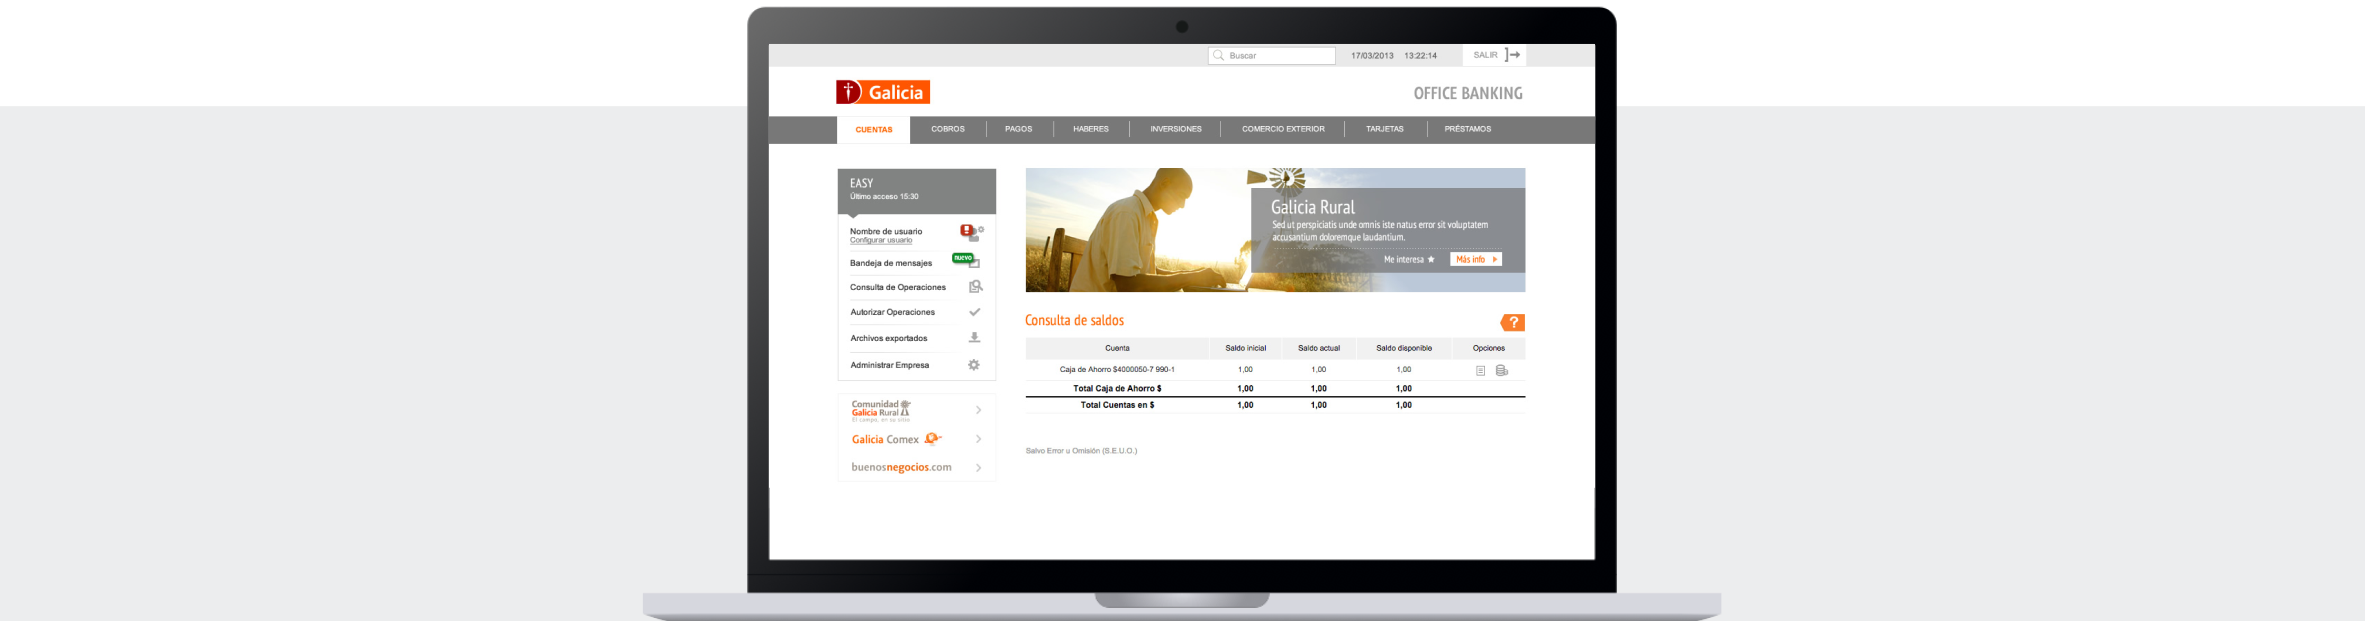 Buscar
17/03/2013 13:22:14
SALIR
Galicia
OFFICE BANKING
CUENTAS COBROS PAGOS HABERES INVERSIONES COMERCIO EXTERIOR TARJETAS PRÉSTAMOS
EASY
Último acceso 15:30
Nombre de usuario
Configurar usuario
nuevo
Bandeja de mensajes
Consulta de Operaciones
Autorizar Operaciones
Archivos exportados
Administrar Empresa
Comunidad
Galicia Rural
El campo, en su sitio
Galicia Comex
buenosnegocios.com
Galicia Rural
Sed ut perspiciatis unde omnis iste natus error sit voluptatem
accusantium doloremque laudantium.
Me interesa Más info
Consulta de saldos
?
Cuenta Saldo inicial Saldo actual Saldo disponible Opciones
Caja de Ahorro $4000050-7 990-1 1,00 1,00 1,00
Total Caja de Ahorro $ 1,00 1,00 1,00
Total Cuentas en $ 1,00 1,00 1,00
Salvo Error u Omisión (S.E.U.O.)